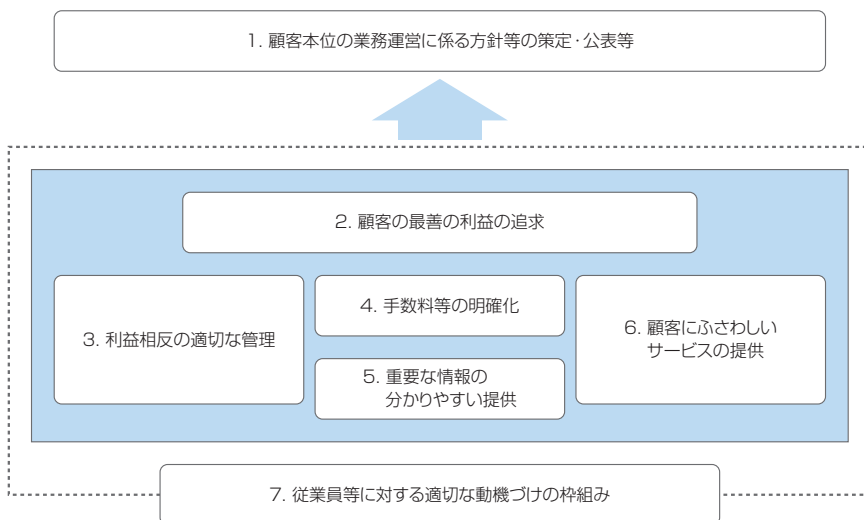 1. 顧客本位の業務運営に係る方針等の策定・公表等
2. 顧客の最善の利益の追求
3. 利益相反の適切な管理
4. 手数料等の明確化
5. 重要な情報の
分かりやすい提供
6. 顧客にふさわしい
サービスの提供
7. 従業員等に対する適切な動機づけの枠組み